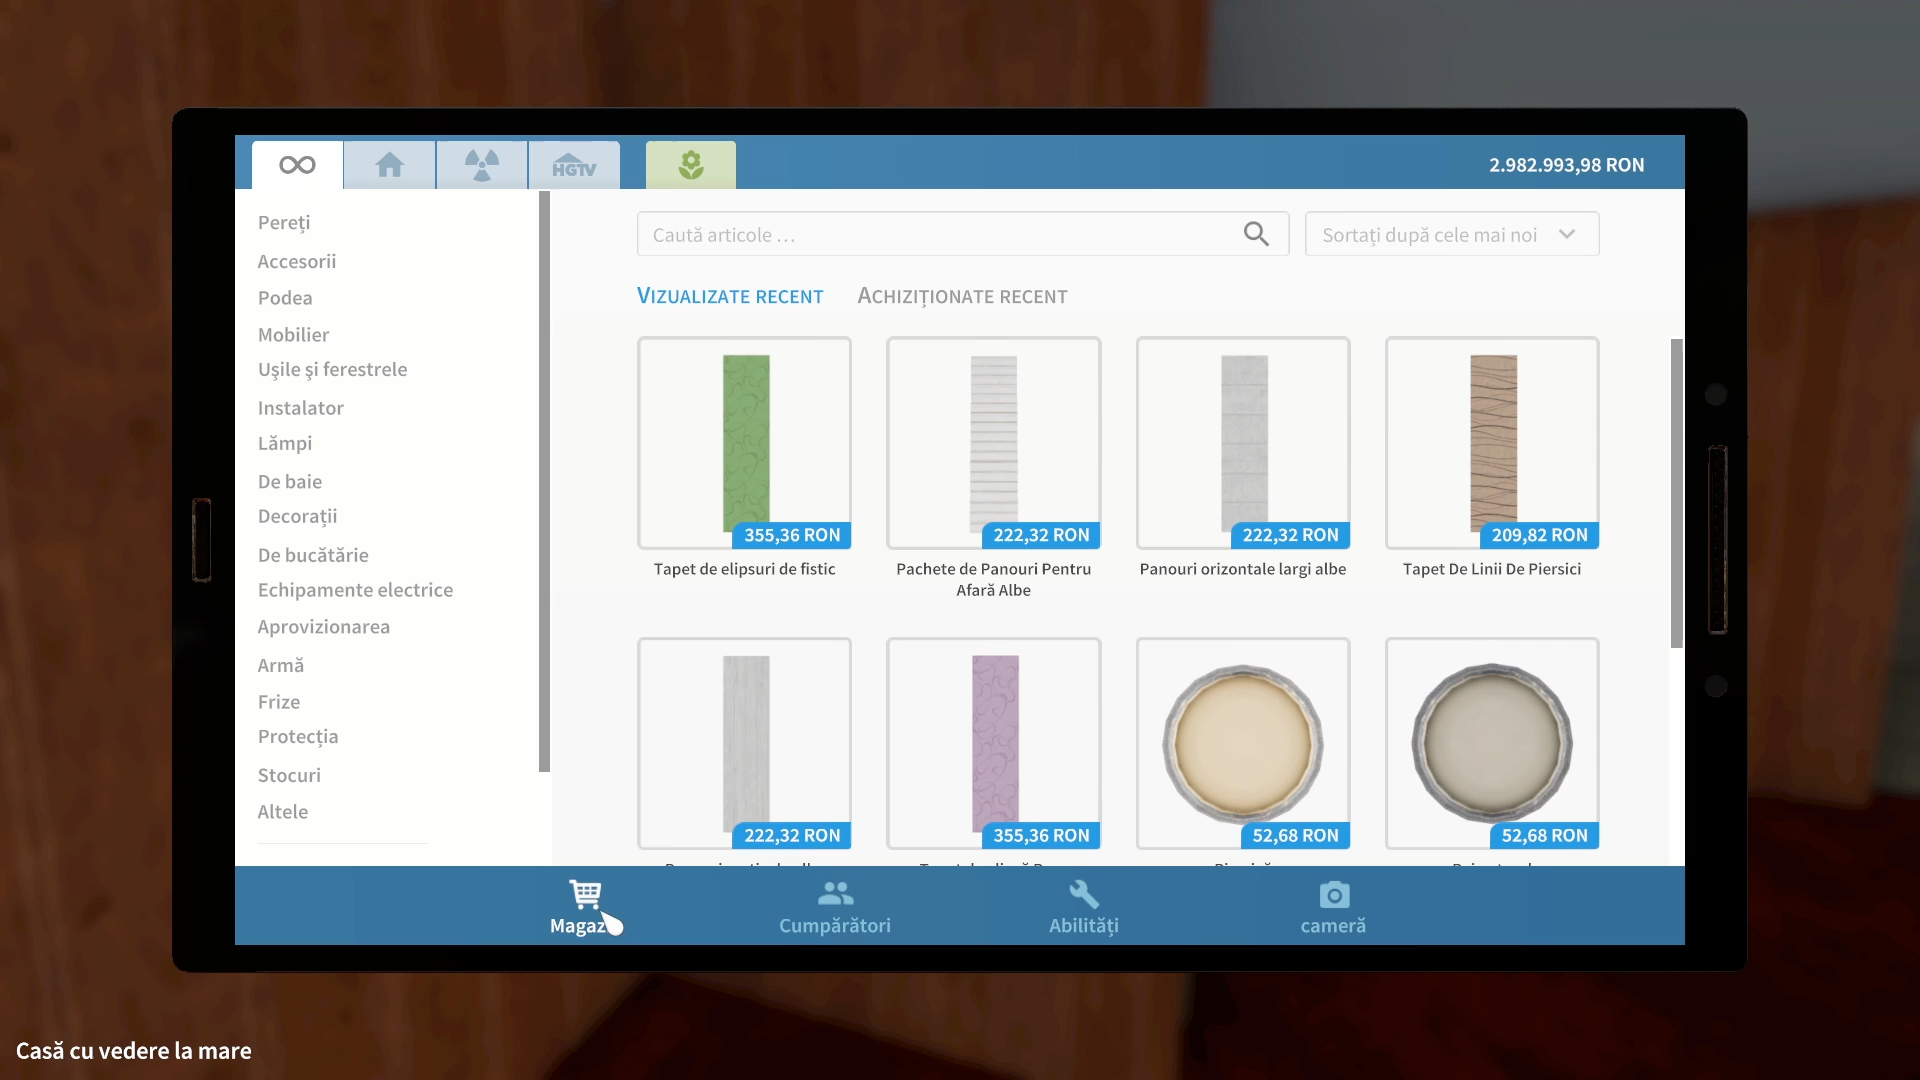 HGTV
2.982.993,98 RON
Pereți
Accesorii
Podea
Mobilier
Uşile şi ferestrele
Instalator
Lămpi
De baie
Decorații
De bucătărie
Echipamente electrice
Aprovizionarea
Armă
Frize
Protecția
Stocuri
Altele
Caută articole …
Sortați după cele mai noi
VIZUALIZATE RECENT
ACHIZIȚIONATE RECENT
355,36 RON
222,32 RON
222,32 RON
209,82 RON
Tapet de elipsuri de fistic
Pachete de Panouri Pentru
Afară Albe
Panouri orizontale largi albe
Tapet De Linii De Piersici
222,32 RON
355,36 RON
52,68 RON
52,68 RON
Cumpărători
Abilități
cameră
Casă cu vedere la mare